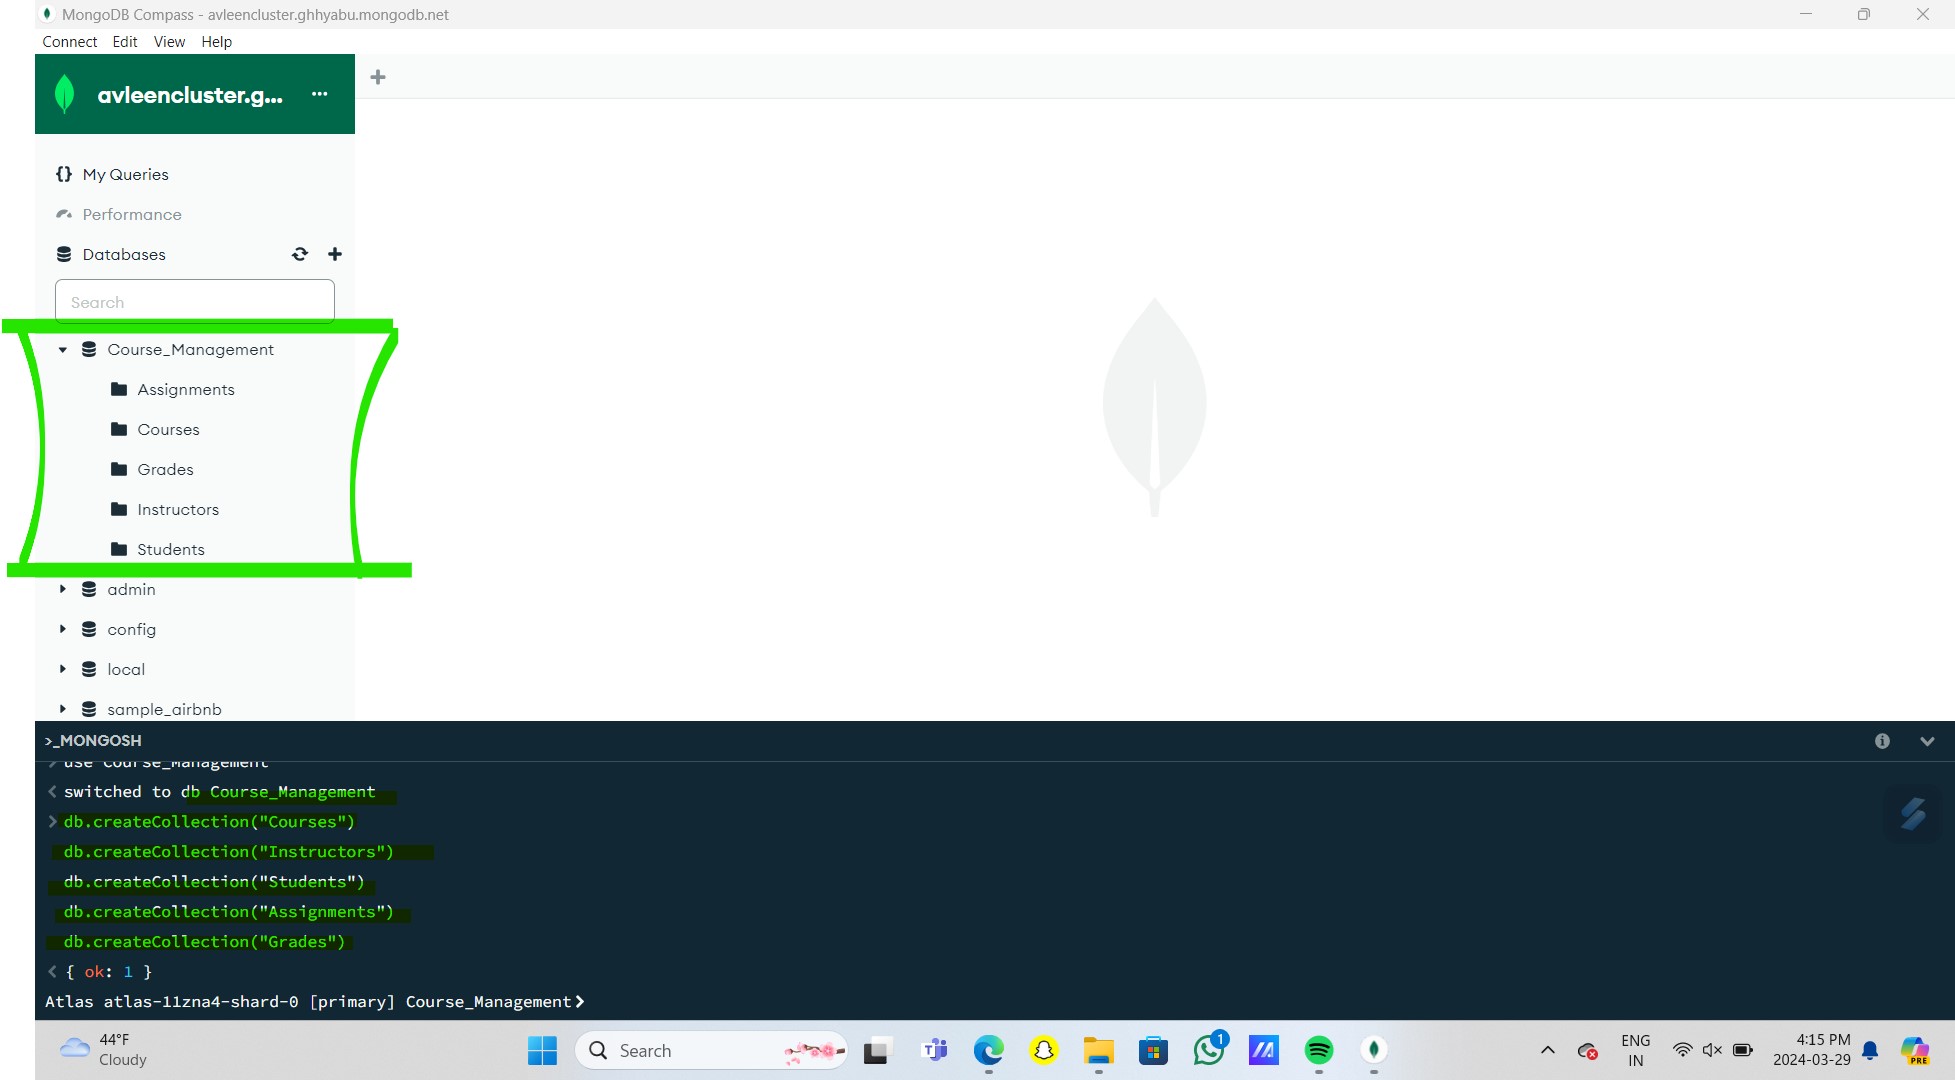 MongoDB Compass - avleencluster.ghhyabu.mongodb.net
Connect Edit View Help
avleencluster.g...
{} My Queries
Performance
Databases
Search
Course_Management
Assignments
Courses
Grades
Instructors
Students
admin
config
local
sample_airbnb
>_MONGOSH
> use Course_Management
< switched to db Course_Management
> db.createCollection("Courses")
db.createCollection("Instructors")
db.createCollection("Students")
db.createCollection("Assignments")
db.createCollection("Grades")
< { ok: 1 }
Atlas atlas-11zna4-shard-0 [primary] Course_Management>
44°F
Cloudy
Search
1
ENG
IN
4:15 PM
2024-03-29
PRE